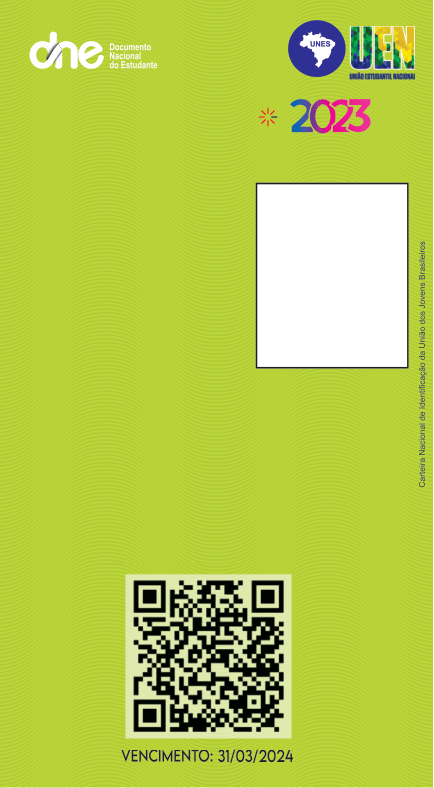 dne
Documento
Nacional
do Estudante
UNES
UEN
UNIÃO ESTUDANTIL NACIONAL
2023
Carteira Nacional de Identificação da União dos Jovens Brasileiros
VENCIMENTO: 31/03/2024